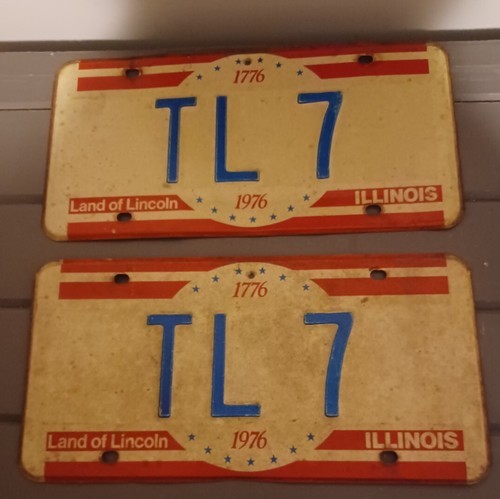 1776
TL 7
Land of Lincoln 1976 ILLINOIS
1776
TL 7
Land of Lincoln 1976 ILLINOIS